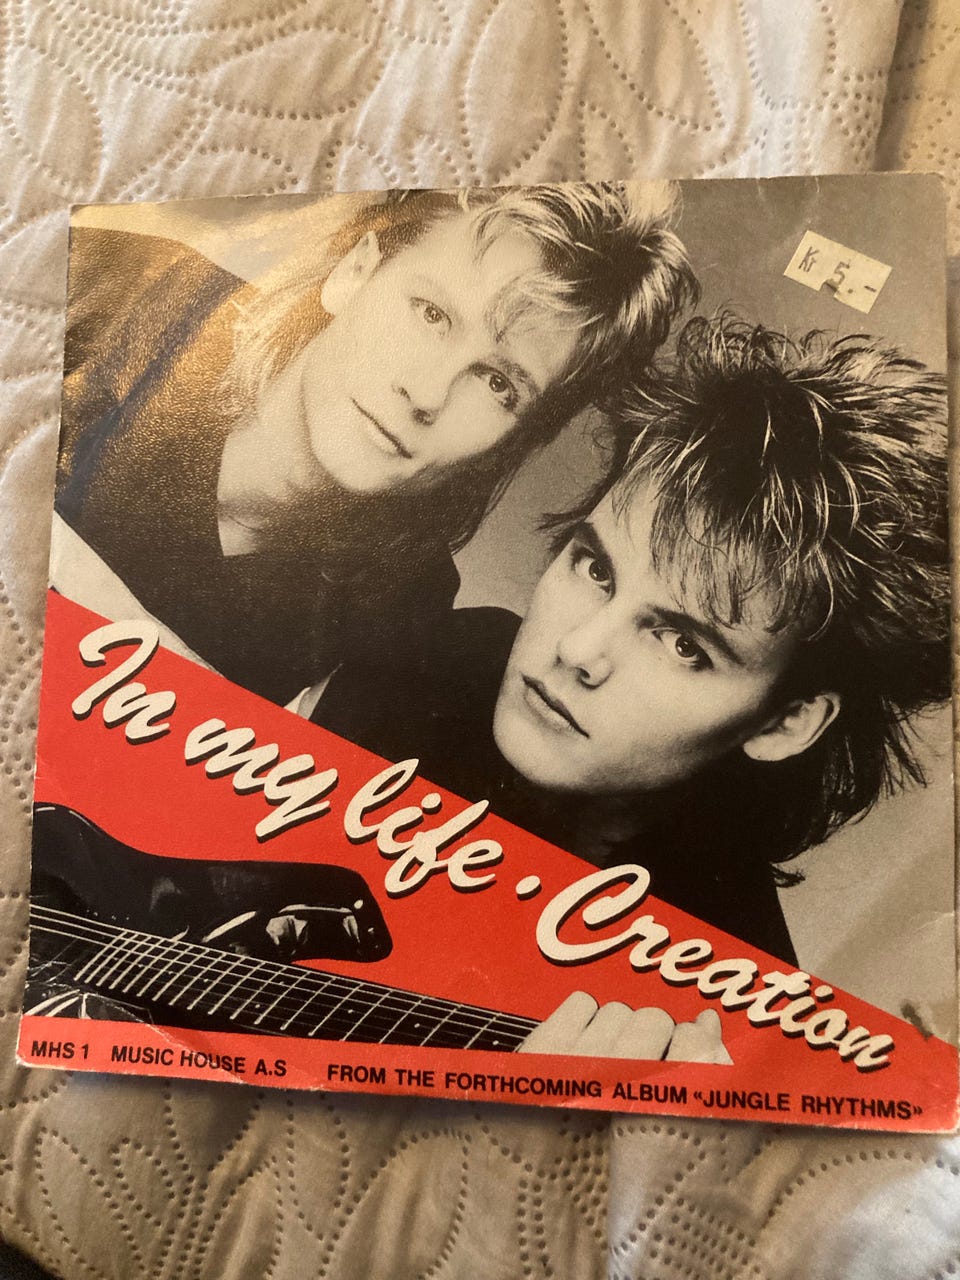 Kr 5.-
In my life. Creation
MHS 1 MUSIC HOUSE A.S FROM THE FORTHCOMING ALBUM «JUNGLE RHYTHMS»